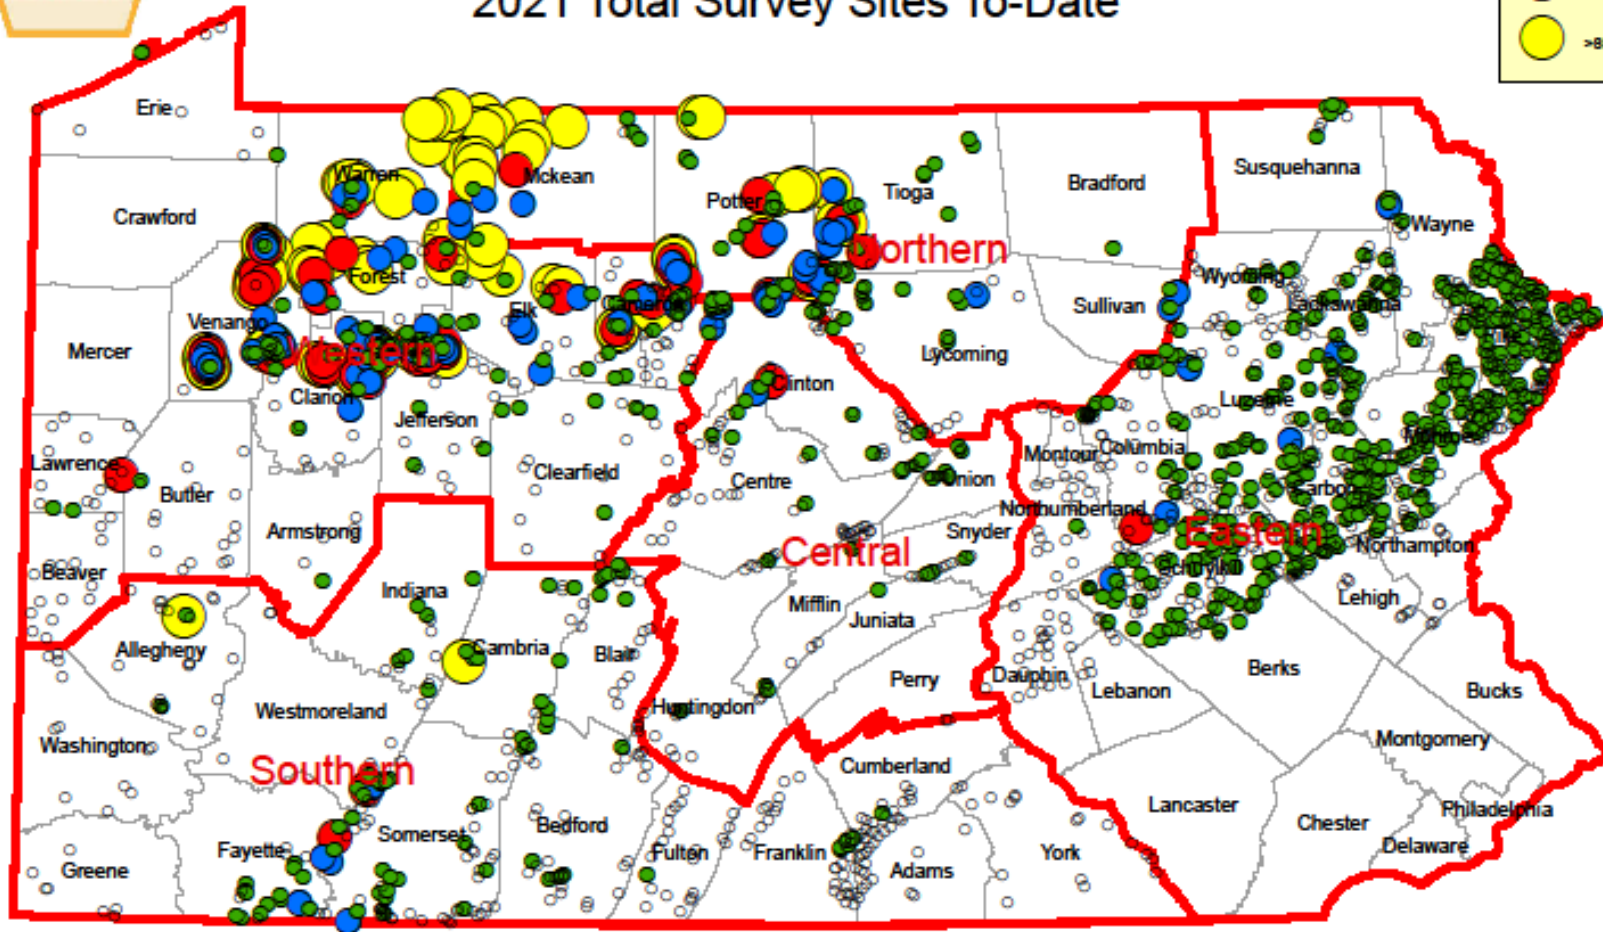 2021 Total Survey Sites To-Date
Erie
Warren
Mckean
Potter
Tioga
Bradford
Susquehanna
Wayne
Crawford
Northern
Forest
Wyoming
Lackawanna
Sullivan
Venango
Elk
Cameron
Mercer
Western
Lycoming
Clinton
Clarion
Jefferson
Luzerne
Monroe
Lawrence
Butler
Clearfield
Centre
Union
Montour
Columbia
Carbon
Northumberland
Armstrong
Snyder
Eastern
Central
Northampton
Beaver
Schuylkill
Indiana
Mifflin
Juniata
Lehigh
Allegheny
Cambria
Blair
Perry
Dauphin
Lebanon
Berks
Bucks
Westmoreland
Huntingdon
Washington
Montgomery
Southern
Cumberland
Lancaster
Philadelphia
Somerset
Bedford
Chester
Fayette
Fulton
Franklin
York
Delaware
Greene
Adams